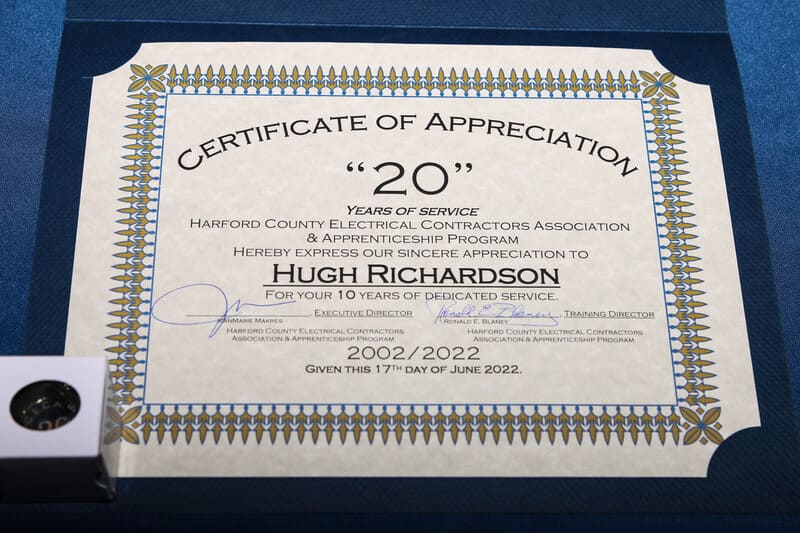 CERTIFICATE OF APPRECIATION
“20”
YEARS OF SERVICE
HARFORD COUNTY ELECTRICAL CONTRACTORS ASSOCIATION
& APPRENTICESHIP PROGRAM
HEREBY EXPRESS OUR SINCERE APPRECIATION TO
HUGH RICHARDSON
FOR YOUR 10 YEARS OF DEDICATED SERVICE.
, EXECUTIVE DIRECTOR
JEANMARIE MAKRES
HARFORD COUNTY ELECTRICAL CONTRACTORS
ASSOCIATION & APPRENTICESHIP PROGRAM
Ronald E. Blaney, TRAINING DIRECTOR
RONALD E. BLANEY
HARFORD COUNTY ELECTRICAL CONTRACTORS
ASSOCIATION & APPRENTICESHIP PROGRAM
2002/2022
GIVEN THIS 17TH DAY OF JUNE 2022.